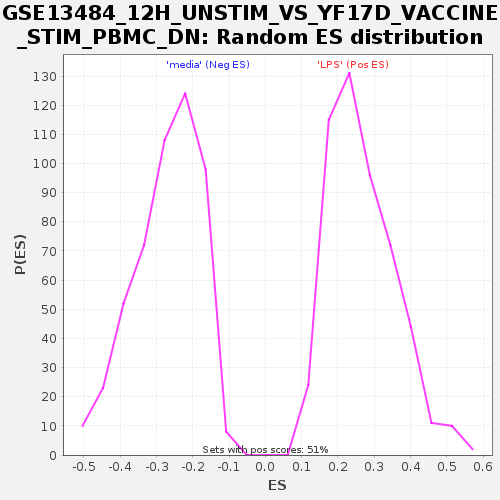 GSE13484_12H_UNSTIM_VS_YF17D_VACCINE
_STIM_PBMC_DN: Random ES distribution
'media' (Neg ES)
'LPS' (Pos ES)
130
120
110
100
90
80
70
60
50
40
30
20
10
0
P(ES)
Sets with pos scores: 51%
-0.5 -0.4 -0.3 -0.2 -0.1 0.0 0.1 0.2 0.3 0.4 0.5 0.6
ES